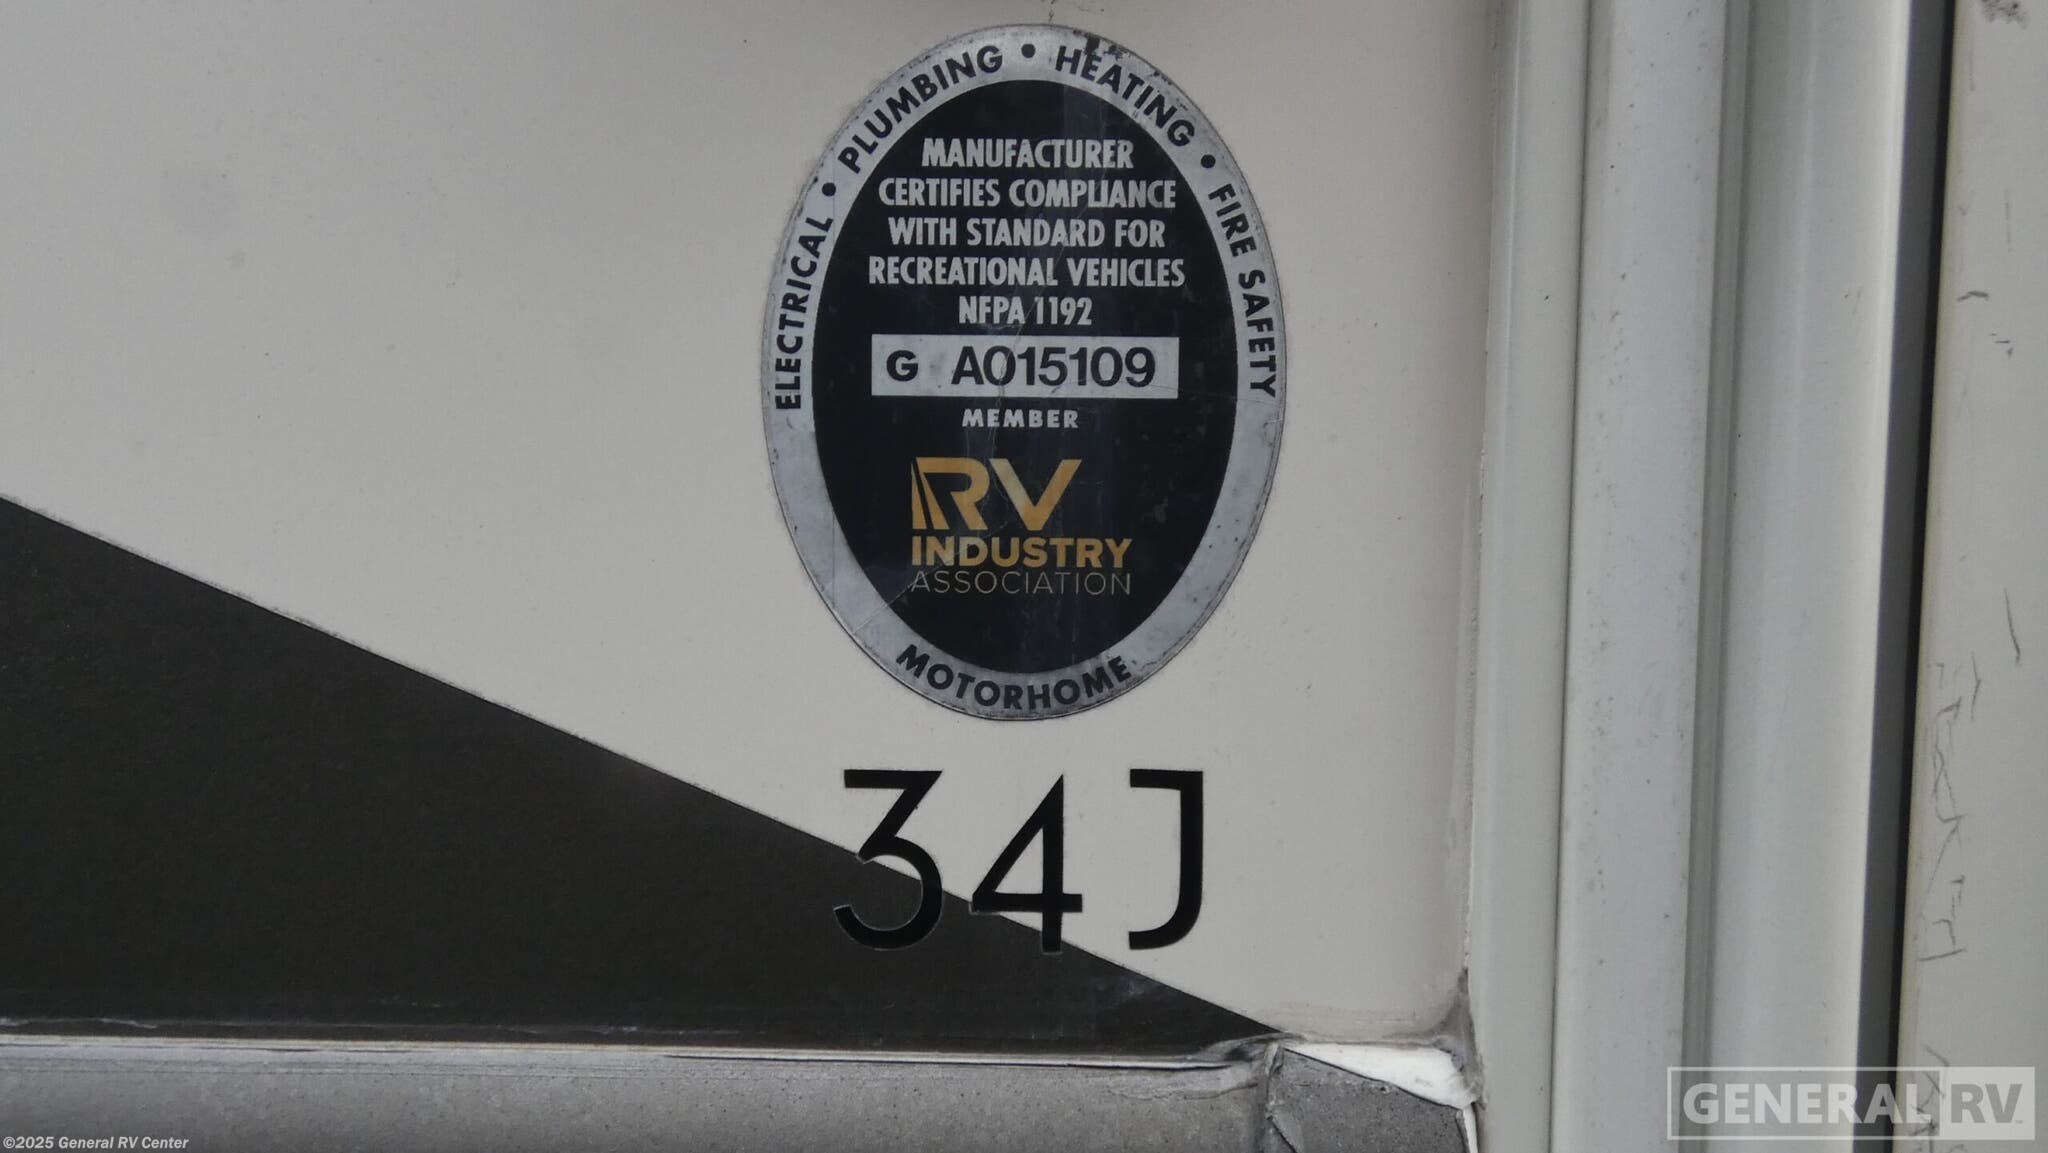 ELECTRICAL • PLUMBING • HEATING • FIRE SAFETY
MANUFACTURER
CERTIFIES COMPLIANCE
WITH STANDARD FOR
RECREATIONAL VEHICLES
NFPA 1192
G A015109
MEMBER
RV
INDUSTRY
ASSOCIATION
MOTORHOME
34J
GENERAL RV
©2025 General RV Center